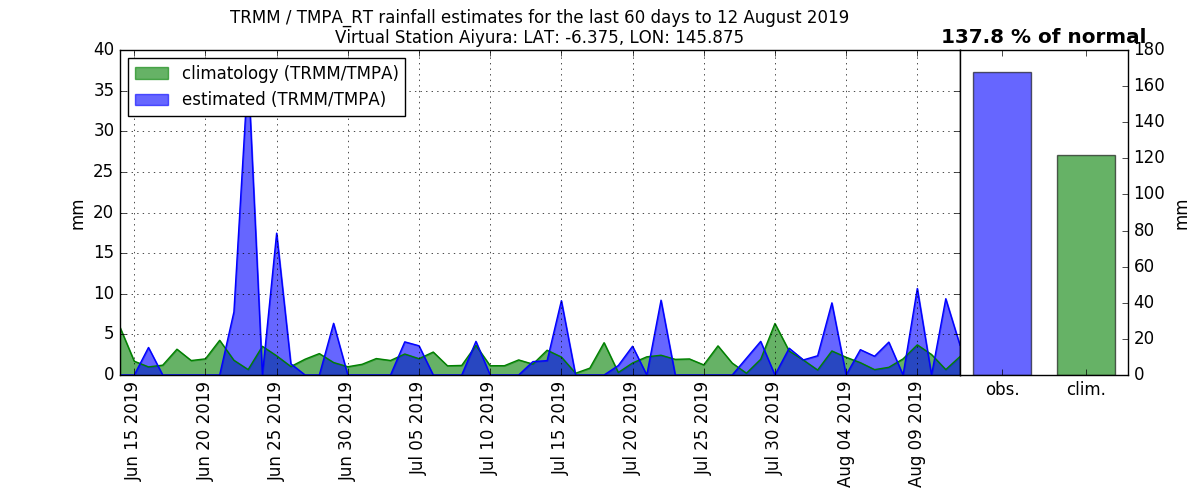 TRMM / TMPA_RT rainfall estimates for the last 60 days to 12 August 2019
Virtual Station Aiyura: LAT: -6.375, LON: 145.875
137.8 % of normal
climatology (TRMM/TMPA)
estimated (TRMM/TMPA)
mm
40
35
30
25
20
15
10
5
0
Jun 15 2019
Jun 20 2019
Jun 25 2019
Jun 30 2019
Jul 05 2019
Jul 10 2019
Jul 15 2019
Jul 20 2019
Jul 25 2019
Jul 30 2019
Aug 04 2019
Aug 09 2019
obs.
clim.
180
160
140
120
100
80
60
40
20
0
mm